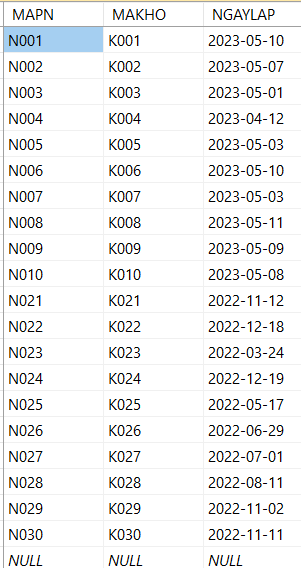 MAPN MAKHO NGAYLAP
N001 K001 2023-05-10
N002 K002 2023-05-07
N003 K003 2023-05-01
N004 K004 2023-04-12
N005 K005 2023-05-03
N006 K006 2023-05-10
N007 K007 2023-05-03
N008 K008 2023-05-11
N009 K009 2023-05-09
N010 K010 2023-05-08
N021 K021 2022-11-12
N022 K022 2022-12-18
N023 K023 2022-03-24
N024 K024 2022-12-19
N025 K025 2022-05-17
N026 K026 2022-06-29
N027 K027 2022-07-01
N028 K028 2022-08-11
N029 K029 2022-11-02
N030 K030 2022-11-11
NULL NULL NULL